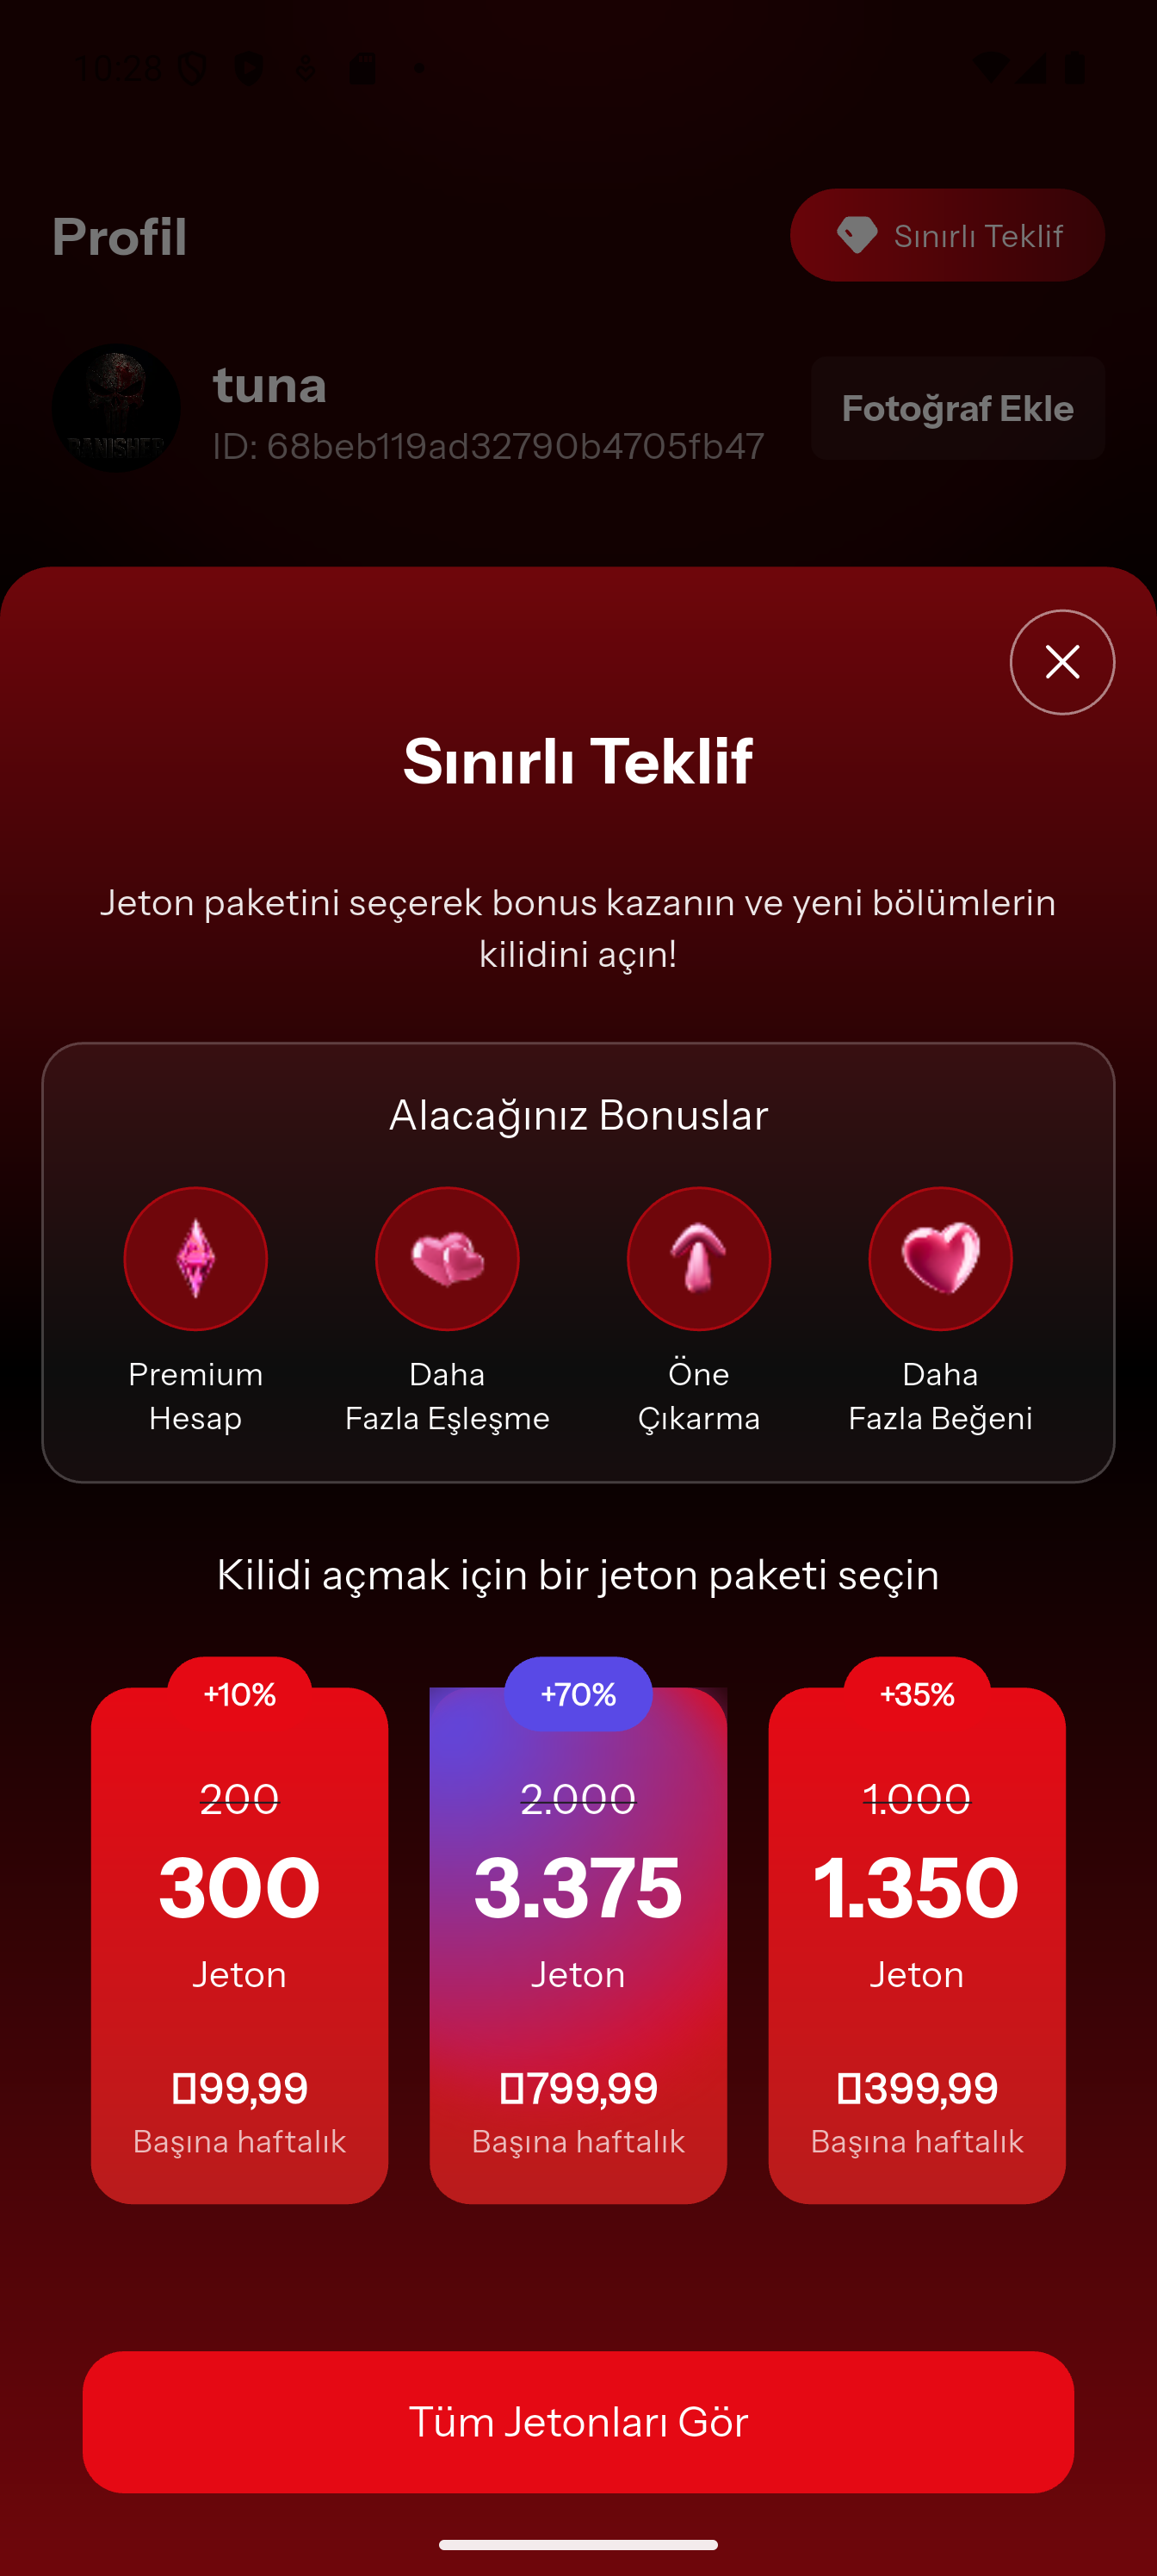 10:28
Profil
Sınırlı Teklif
tuna
ID: 68beb119ad32790b4705fb47
Fotoğraf Ekle
Sınırlı Teklif
Jeton paketini seçerek bonus kazanın ve yeni bölümlerin
kilidini açın!
Alacağınız Bonuslar
Premium
Hesap
Daha
Fazla Eşleşme
Öne
Çıkarma
Daha
Fazla Beğeni
Kilidi açmak için bir jeton paketi seçin
+10%
200
300
Jeton
99,99
Başına haftalık
+70%
2.000
3.375
Jeton
799,99
Başına haftalık
+35%
1.000
1.350
Jeton
399,99
Başına haftalık
Tüm Jetonları Gör